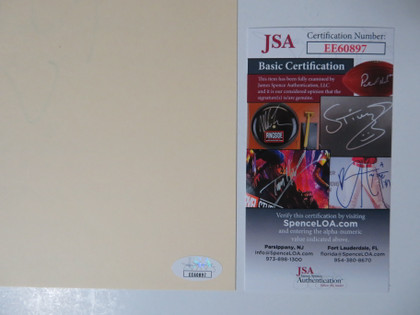 JSA
Certification Number:
EE60897
Basic Certification
This item has been fully examined by
James Spence Authentication, LLC
and it is our considered opinion that the
signature(s) is/are genuine.
RINGSIDE
Verify this certification by visiting
SpenceLOA.com
and entering the alpha-numeric
value indicated above.
Parsippany, NJ
Info@SpenceLOA.com
973-898-1300
Fort Lauderdale, FL
florida@SpenceLOA.com
954-590-8670
JSA
Authentication
EE60897